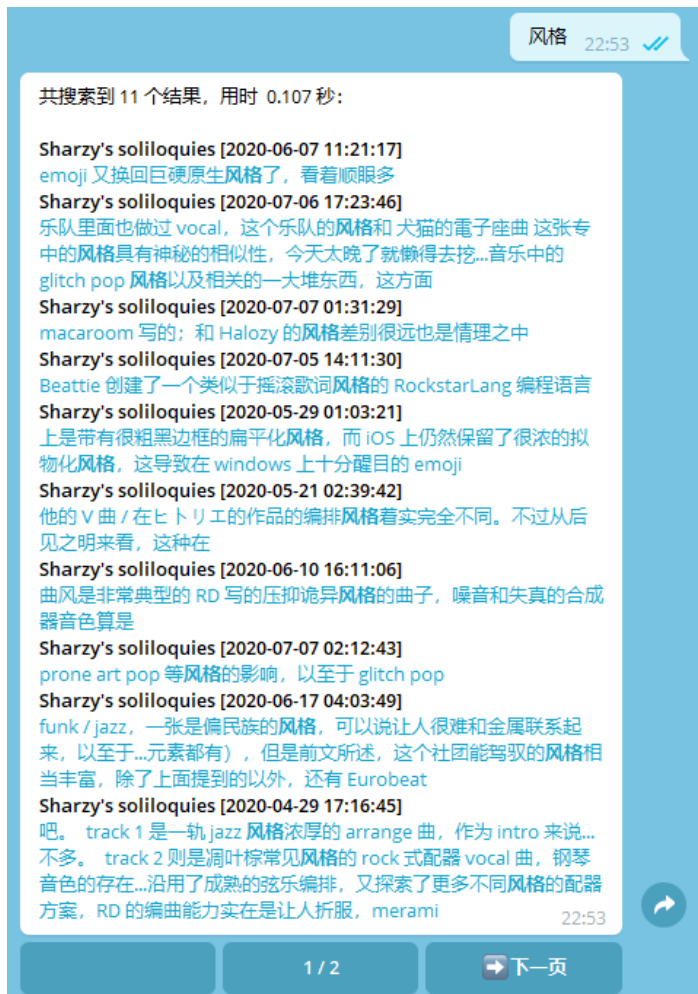 风格 22:53
共搜索到 11 个结果，用时 0.107 秒：
Sharzy's soliloquies [2020-06-07 11:21:17]
emoji 又换回巨硬原生风格了，看着顺眼多
Sharzy's soliloquies [2020-07-06 17:23:46]
乐队里面也做过 vocal，这个乐队的风格和 犬猫的電子座曲 这张专
中的风格具有神秘的相似性，今天太晚了就懒得去挖...音乐中的
glitch pop 风格以及相关的一大堆东西，这方面
Sharzy's soliloquies [2020-07-07 01:31:29]
macaroom 写的；和 Halozy 的风格差别很远也是情理之中
Sharzy's soliloquies [2020-07-05 14:11:30]
Beattie 创建了一个类似于摇滚歌词风格的 RockstarLang 编程语言
Sharzy's soliloquies [2020-05-29 01:03:21]
上是带有很粗黑边框的扁平化风格，而 iOS 上仍然保留了很浓的拟
物化风格，这导致在 windows 上十分醒目的 emoji
Sharzy's soliloquies [2020-05-21 02:39:42]
他的 V 曲 / 在ヒトリエ的作品的编排风格着实完全不同。不过从后
见之明来看，这种在
Sharzy's soliloquies [2020-06-10 16:11:06]
曲风是非常典型的 RD 写的压抑诡异风格的曲子，噪音和失真的合成
器音色算是
Sharzy's soliloquies [2020-07-07 02:12:43]
prone art pop 等风格的影响，以至于 glitch pop
Sharzy's soliloquies [2020-06-17 04:03:49]
funk / jazz，一张是偏民族的风格，可以说让人很难和金属联系起
来，以至于...元素都有），但是前文所述，这个社团能驾驭的风格相
当丰富，除了上面提到的以外，还有 Eurobeat
Sharzy's soliloquies [2020-04-29 17:16:45]
吧。 track 1 是一轨 jazz 风格浓厚的 arrange 曲，作为 intro 来说...
不多。 track 2 则是凋叶棕常见风格的 rock 式配器 vocal 曲，钢琴
音色的存在...沿用了成熟的弦乐编排，又探索了更多不同风格的配器
方案，RD 的编曲能力实在是让人折服，merami
22:53
1 / 2 ➡下一页